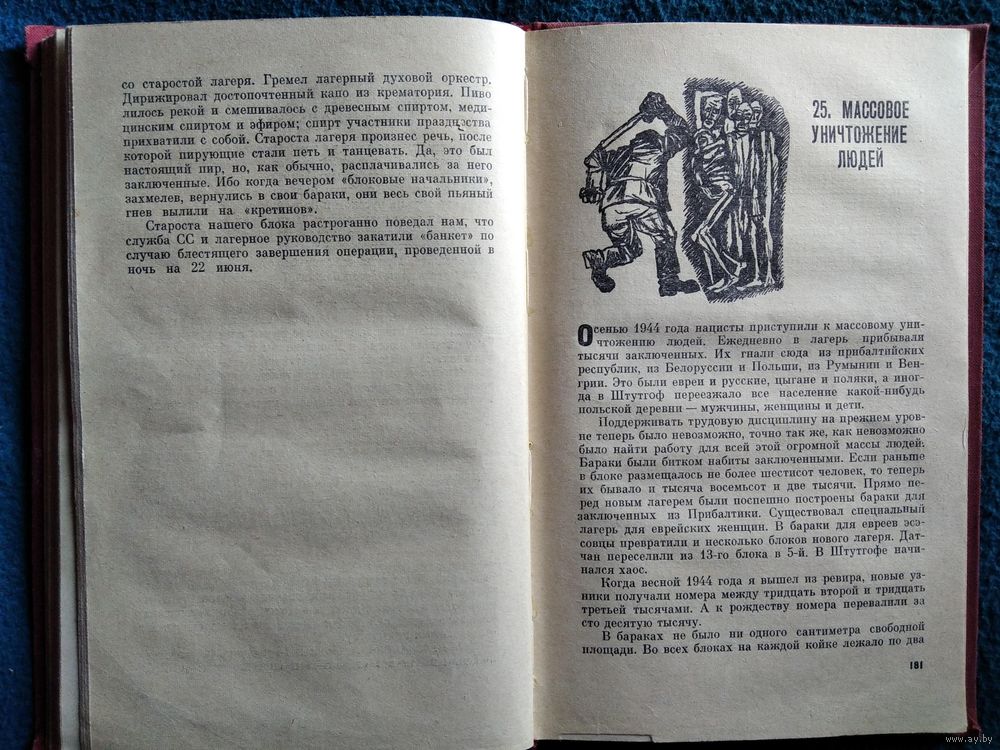 со старостой лагеря. Гремел лагерный духовой оркестр.
Дирижировал достопочтенный капо из крематория. Пиво
лилось рекой и смешивалось с древесным спиртом, меди-
цинским спиртом и эфиром; спирт участники празднества
прихватили с собой. Староста лагеря произнес речь, после
которой пирующие стали петь и танцевать. Да, это был
настоящий пир, но, как обычно, расплачивались за него
заключенные. Ибо когда вечером «блоковые начальники»,
захмелев, вернулись в свои бараки, они весь свой пьяный
гнев вылили на «кретинов».
Староста нашего блока растроганно поведал нам, что
служба СС и лагерное руководство закатили «банкет» по
случаю блестящего завершения операции, проведенной в
ночь на 22 июня.
25. МАССОВОЕ
УНИЧТОЖЕНИЕ
ЛЮДЕЙ
Осенью 1944 года нацисты приступили к массовому уни-
чтожению людей. Ежедневно в лагерь прибывали
тысячи заключенных. Их гнали сюда из прибалтийских
республик, из Белоруссии и Польши, из Румынии и Вен-
грии. Это были евреи и русские, цыгане и поляки, а иног-
да в Штутгоф переезжало все население какой-нибудь
польской деревни — мужчины, женщины и дети.
Поддерживать трудовую дисциплину на прежнем уров-
не теперь было невозможно, точно так же, как невозможно
было найти работу для всей этой огромной массы людей.
Бараки были битком набиты заключенными. Если раньше
в блоке размещалось не более шестисот человек, то теперь
их бывало и тысяча восемьсот и две тысячи. Прямо пе-
ред новым лагерем были поспешно построены бараки для
заключенных из Прибалтики. Существовал специальный
лагерь для еврейских женщин. В бараки для евреев эсэ-
совцы превратили и несколько блоков нового лагеря. Дат-
чан переселили из 13-го блока в 5-й. В Штутгофе начи-
нался хаос.
Когда весной 1944 года я вышел из ревира, новые уз-
ники получали номера между тридцать второй и тридцать
третьей тысячами. А к рождеству номера перевалили за
сто десятую тысячу.
В бараках не было ни одного сантиметра свободной
площади. Во всех блоках на каждой койке лежало по два
181
www.ay.by